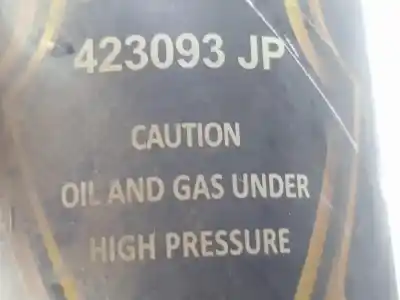 423093 JP
CAUTION
OIL AND GAS UNDER
HIGH PRESSURE